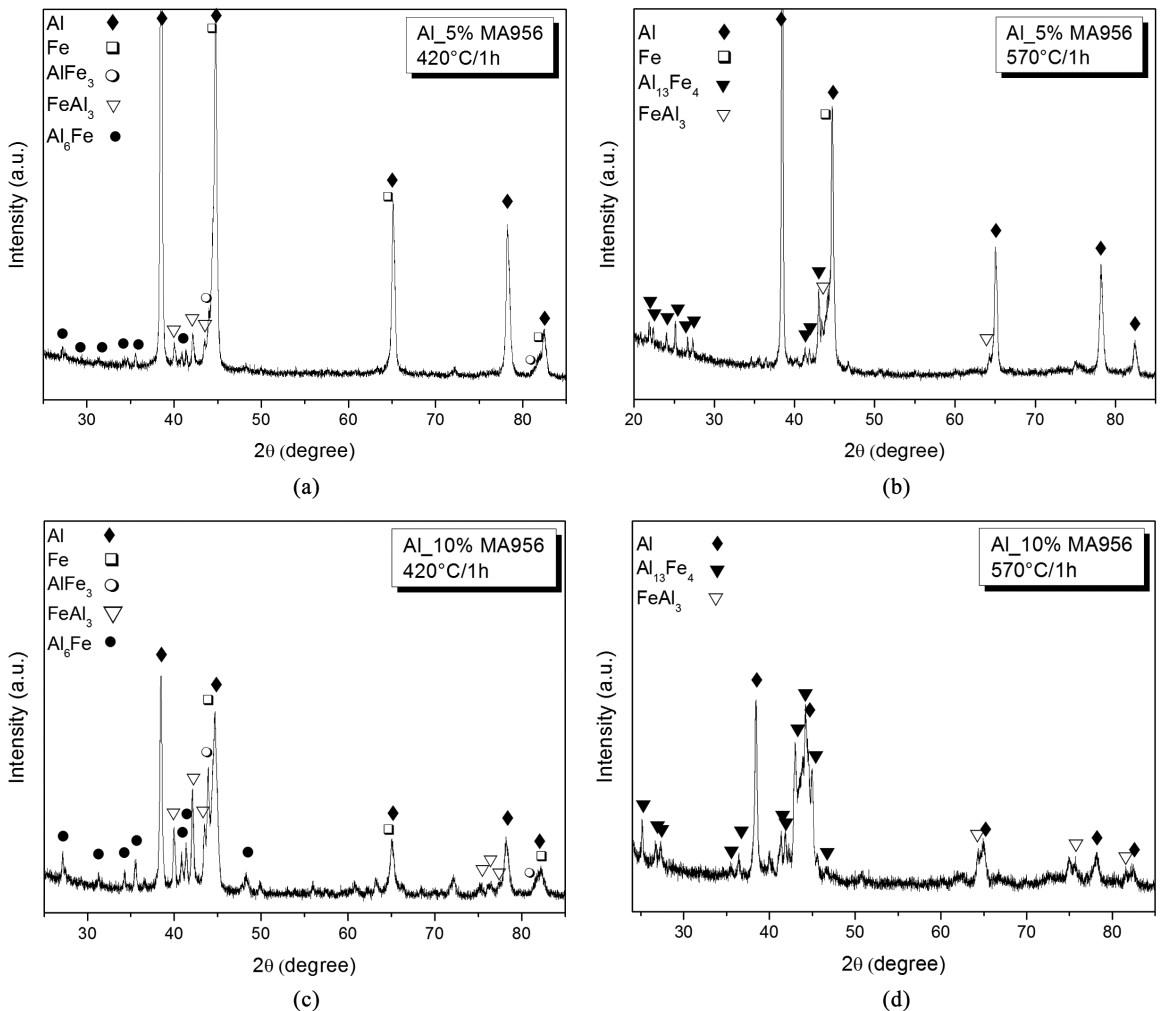 Al
Fe
AlFe₃
FeAl₃
Al₆Fe
Al_5% MA956
420°C/1h
Intensity (a.u.)
30 40 50 60 70 80
2θ (degree)
(a)
Al
Fe
Al₁₃Fe₄
FeAl₃
Al_5% MA956
570°C/1h
Intensity (a.u.)
20 30 40 50 60 70 80
2θ (degree)
(b)
Al
Fe
AlFe₃
FeAl₃
Al₆Fe
Al_10% MA956
420°C/1h
Intensity (a.u.)
30 40 50 60 70 80
2θ (degree)
(c)
Al
Al₁₃Fe₄
FeAl₃
Al_10% MA956
570°C/1h
Intensity (a.u.)
30 40 50 60 70 80
2θ (degree)
(d)